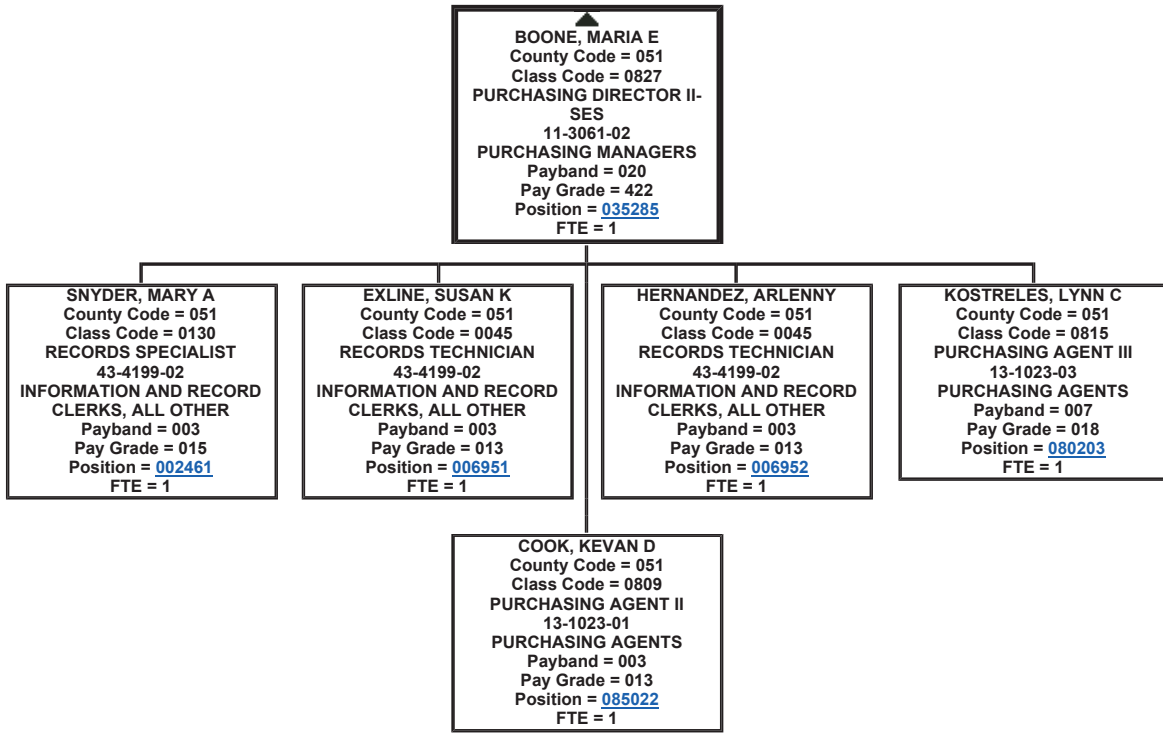 BOONE, MARIA E
County Code = 051
Class Code = 0827
PURCHASING DIRECTOR II-
SES
11-3061-02
PURCHASING MANAGERS
Payband = 020
Pay Grade = 422
Position = 035285
FTE = 1
SNYDER, MARY A
County Code = 051
Class Code = 0130
RECORDS SPECIALIST
43-4199-02
INFORMATION AND RECORD
CLERKS, ALL OTHER
Payband = 003
Pay Grade = 015
Position = 002461
FTE = 1
EXLINE, SUSAN K
County Code = 051
Class Code = 0045
RECORDS TECHNICIAN
43-4199-02
INFORMATION AND RECORD
CLERKS, ALL OTHER
Payband = 003
Pay Grade = 013
Position = 006951
FTE = 1
HERNANDEZ, ARLENNY
County Code = 051
Class Code = 0045
RECORDS TECHNICIAN
43-4199-02
INFORMATION AND RECORD
CLERKS, ALL OTHER
Payband = 003
Pay Grade = 013
Position = 006952
FTE = 1
KOSTRELES, LYNN C
County Code = 051
Class Code = 0815
PURCHASING AGENT III
13-1023-03
PURCHASING AGENTS
Payband = 007
Pay Grade = 018
Position = 080203
FTE = 1
COOK, KEVAN D
County Code = 051
Class Code = 0809
PURCHASING AGENT II
13-1023-01
PURCHASING AGENTS
Payband = 003
Pay Grade = 013
Position = 085022
FTE = 1